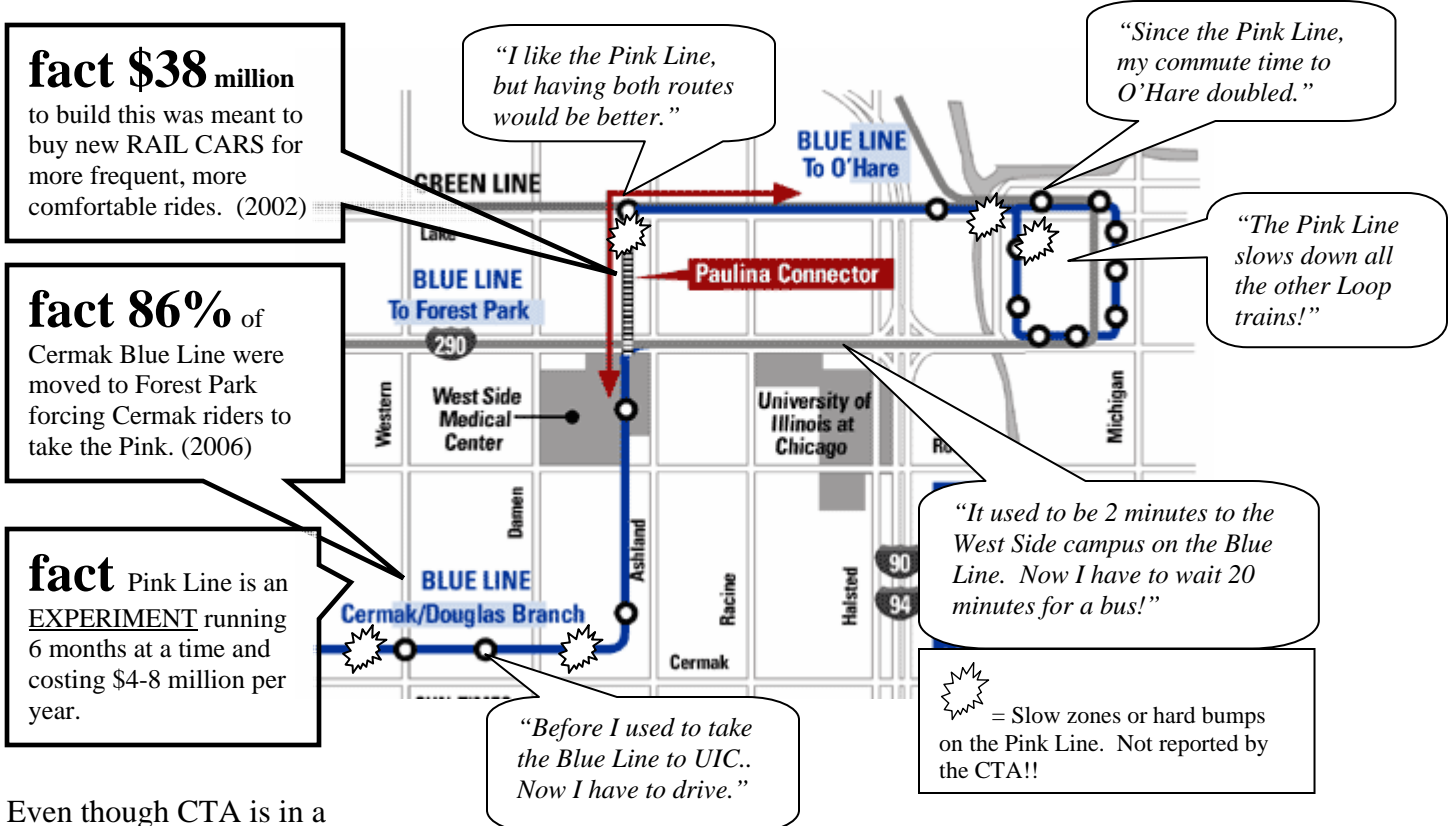 fact $38 million
to build this was meant to
buy new RAIL CARS for
more frequent, more
comfortable rides.  (2002)
fact 86% of
Cermak Blue Line were
moved to Forest Park
forcing Cermak riders to
take the Pink. (2006)
fact Pink Line is an
EXPERIMENT running
6 months at a time and
costing $4-8 million per
year.
Even though CTA is in a
“I like the Pink Line,
but having both routes
would be better.”
“Since the Pink Line,
my commute time to
O’Hare doubled.”
“The Pink Line
slows down all
the other Loop
trains!”
“It used to be 2 minutes to the
West Side campus on the Blue
Line.  Now I have to wait 20
minutes for a bus!”
“Before I used to take
the Blue Line to UIC..
Now I have to drive.”
= Slow zones or hard bumps
on the Pink Line.  Not reported by
the CTA!!
BLUE LINE
To O'Hare
GREEN LINE
Lake
BLUE LINE
To Forest Park
Paulina Connector
290
West Side
Medical
Center
University of
Illinois at
Chicago
Western
Damen
Ashland
Racine
Halsted
Michigan
90
94
BLUE LINE
Cermak/Douglas Branch
Cermak